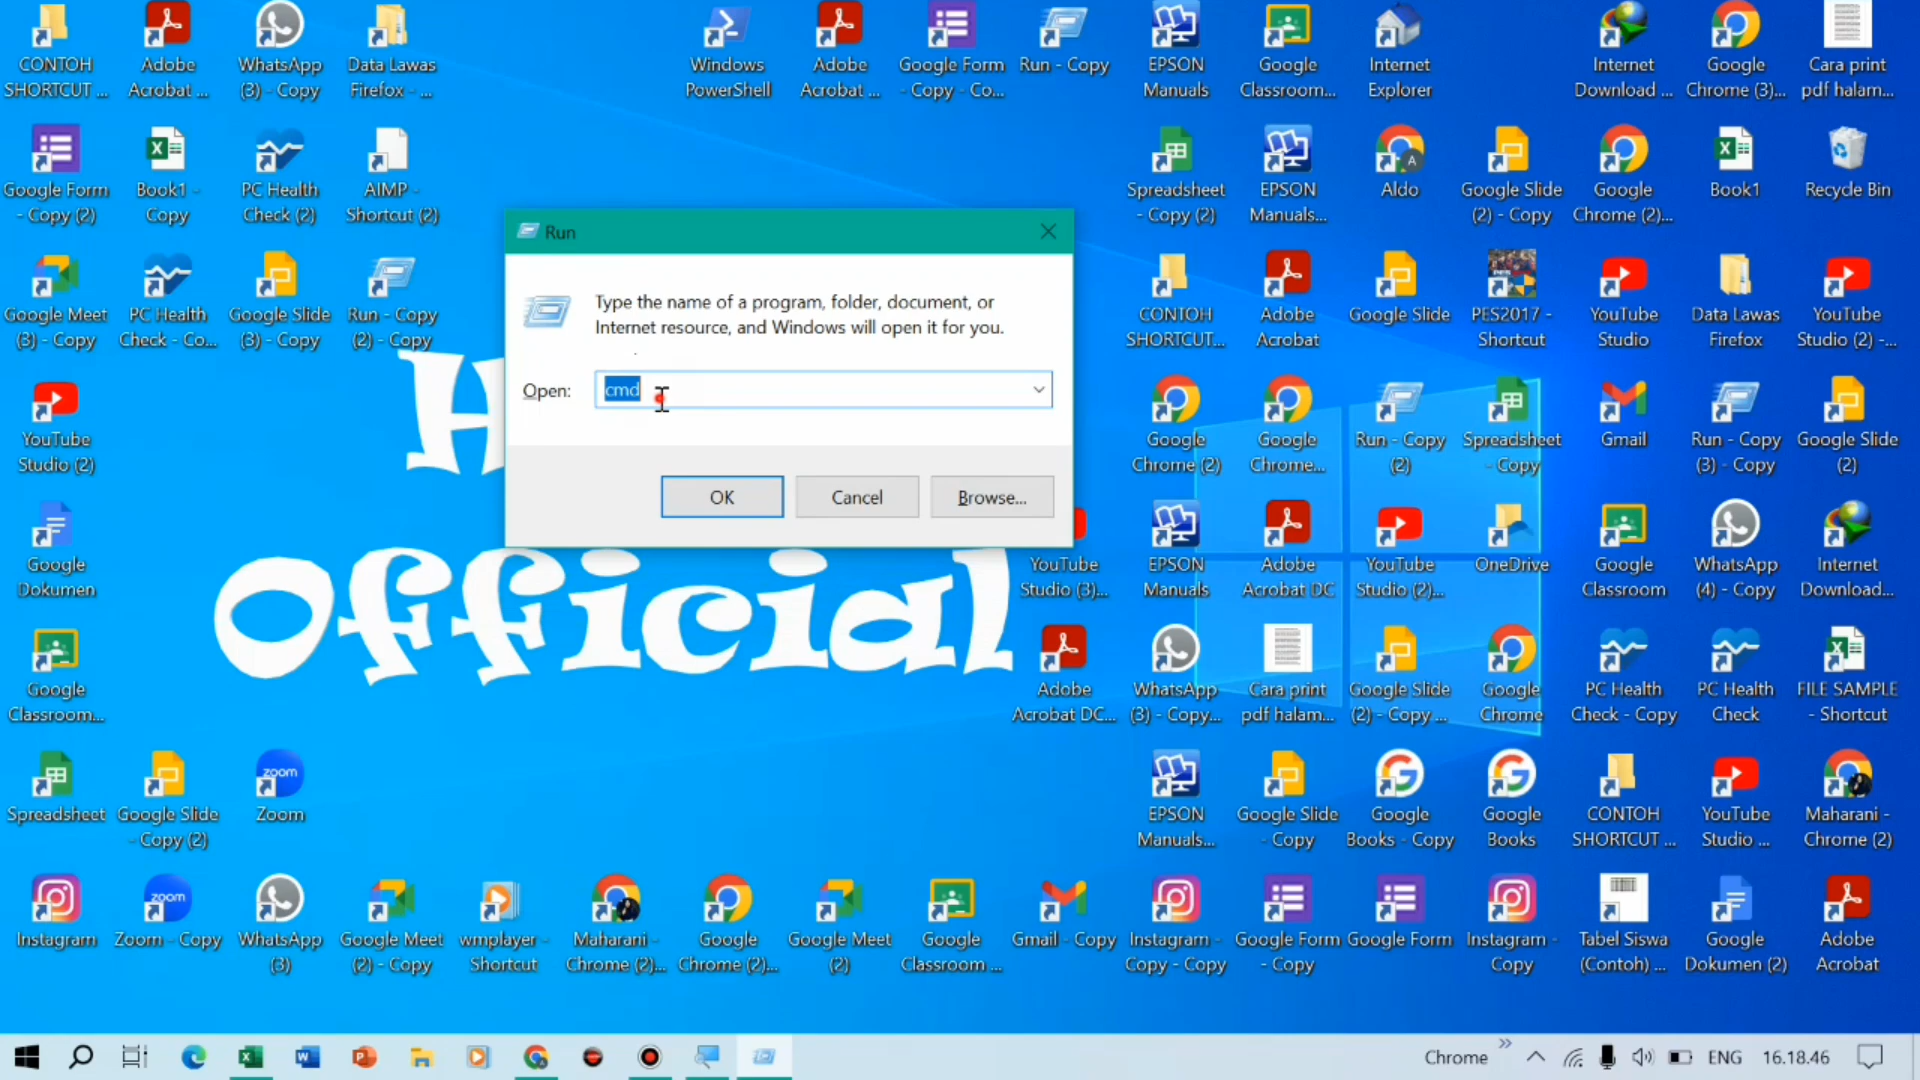 CONTOH
SHORTCUT ...
Adobe
Acrobat ...
WhatsApp
(3) - Copy
Data Lawas
Firefox - ...
Windows
PowerShell
Adobe
Acrobat ...
Google Form
- Copy - Co...
Run - Copy
EPSON
Manuals
Google
Classroom...
Internet
Explorer
Internet
Download ...
Google
Chrome (3)...
Cara print
pdf halam...
Google Form
- Copy (2)
Book1 -
Copy
PC Health
Check (2)
AIMP -
Shortcut (2)
Spreadsheet
- Copy (2)
EPSON
Manuals...
A
Aldo
Google Slide
(2) - Copy
Google
Chrome (2)...
Book1
Recycle Bin
Google Meet
(3) - Copy
PC Health
Check - Co...
Google Slide
(3) - Copy
Run - Copy
(2) - Copy
Run
Type the name of a program, folder, document, or
Internet resource, and Windows will open it for you.
Open:
cmd
OK
Cancel
Browse...
CONTOH
SHORTCUT...
Adobe
Acrobat
Google Slide
PES2017 -
Shortcut
YouTube
Studio
Data Lawas
Firefox
YouTube
Studio (2) -...
YouTube
Studio (2)
Google
Chrome (2)
Google
Chrome...
Run - Copy
(2)
Spreadsheet
- Copy
Gmail
Run - Copy
(3) - Copy
Google Slide
(2)
Official
Google
Dokumen
YouTube
Studio (3)...
EPSON
Manuals
Adobe
Acrobat DC
YouTube
Studio (2)...
OneDrive
Google
Classroom
WhatsApp
(4) - Copy
Internet
Download...
Google
Classroom...
Adobe
Acrobat DC...
WhatsApp
(3) - Copy...
Cara print
pdf halam...
Google Slide
(2) - Copy ...
Google
Chrome
PC Health
Check - Copy
PC Health
Check
FILE SAMPLE
- Shortcut
Spreadsheet
Google Slide
- Copy (2)
zoom
Zoom
EPSON
Manuals...
Google Slide
- Copy
Google
Books - Copy
Google
Books
CONTOH
SHORTCUT ...
YouTube
Studio ...
Maharani -
Chrome (2)
Instagram
zoom
Zoom - Copy
WhatsApp
(3)
Google Meet
(2) - Copy
wmplayer -
Shortcut
Maharani -
Chrome (2)...
Google
Chrome (2)...
Google Meet
(2)
Google
Classroom ...
Gmail - Copy
Instagram -
Copy - Copy
Google Form
- Copy
Google Form
Instagram -
Copy
Tabel Siswa
(Contoh) ...
Google
Dokumen (2)
Adobe
Acrobat
Chrome
ENG
16.18.46